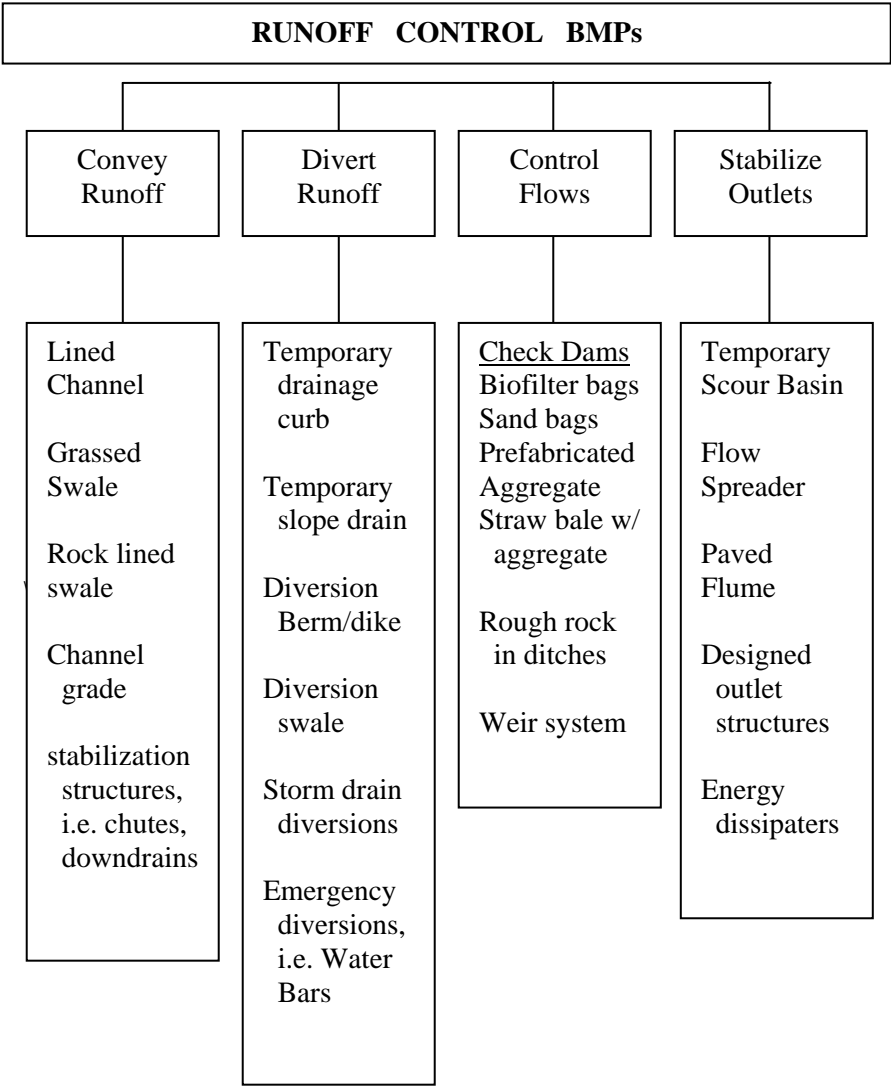 RUNOFF CONTROL BMPs
Convey
Runoff
Divert
Runoff
Control
Flows
Stabilize
Outlets
Lined
Channel
Grassed
Swale
Rock lined
swale
Channel
grade
stabilization
structures,
i.e. chutes,
downdrains
Temporary
drainage
curb
Temporary
slope drain
Diversion
Berm/dike
Diversion
swale
Storm drain
diversions
Emergency
diversions,
i.e. Water
Bars
Check Dams
Biofilter bags
Sand bags
Prefabricated
Aggregate
Straw bale w/
aggregate
Rough rock
in ditches
Weir system
Temporary
Scour Basin
Flow
Spreader
Paved
Flume
Designed
outlet
structures
Energy
dissipaters